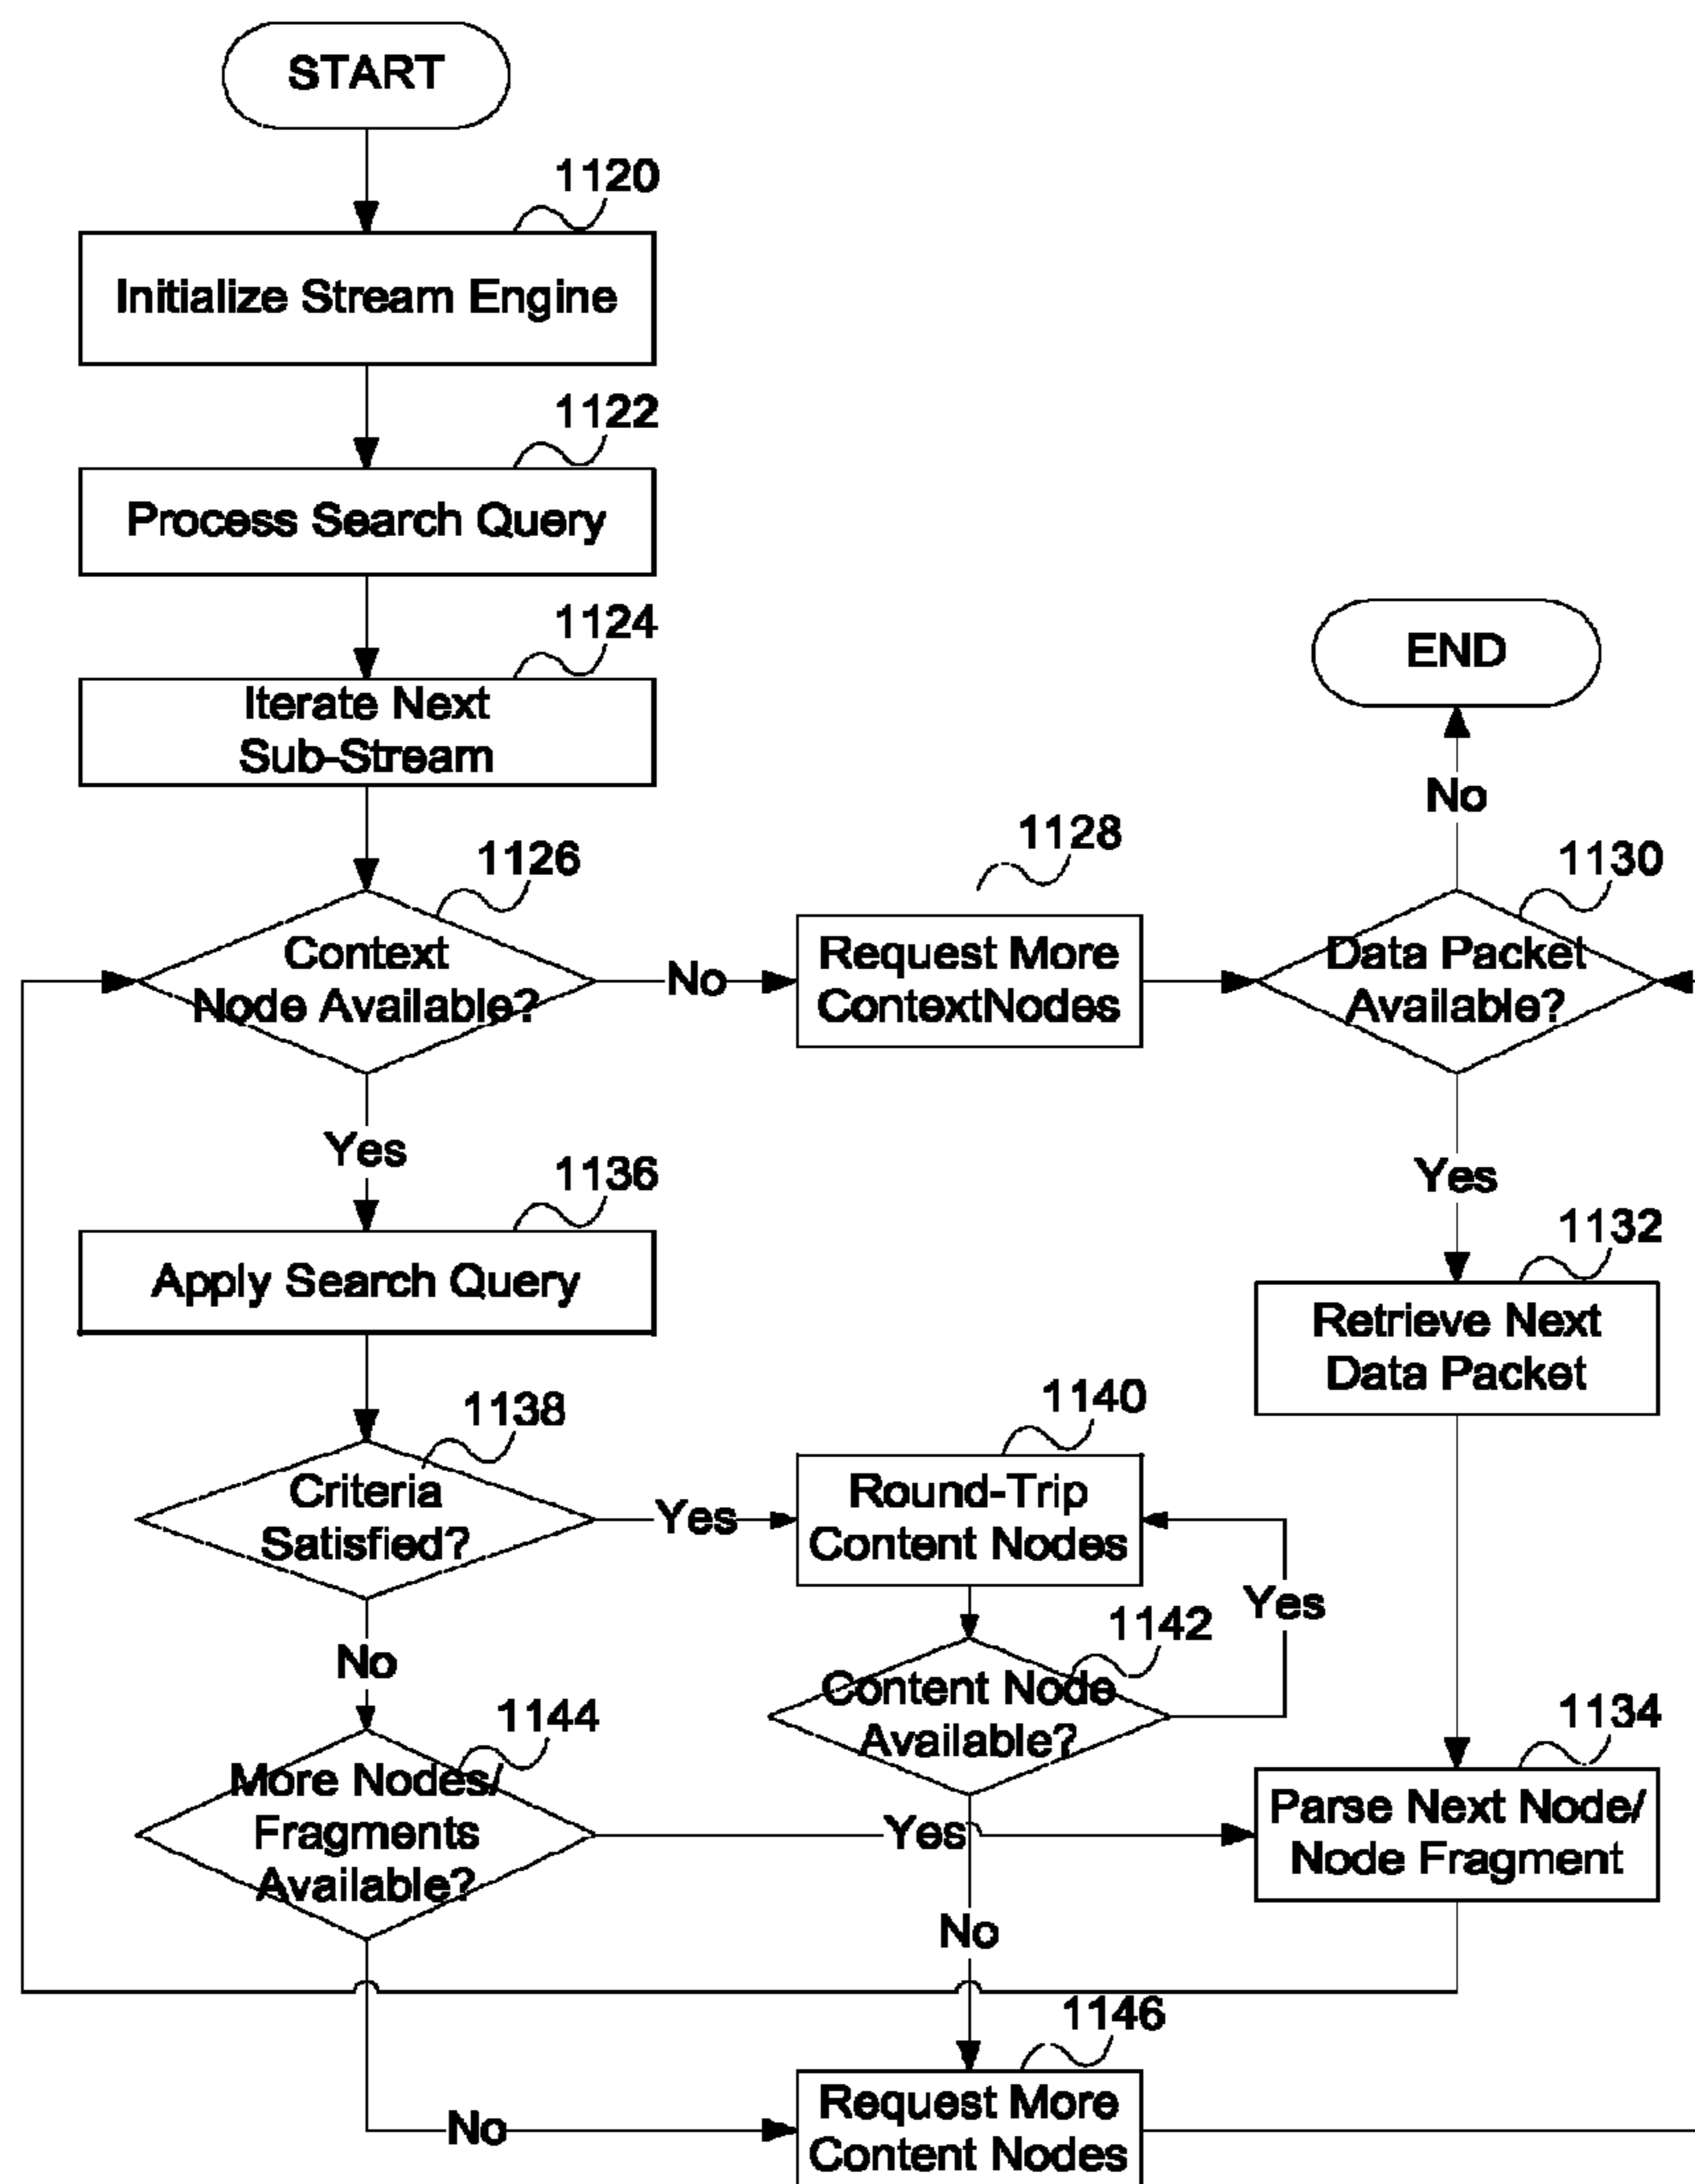 START
1120
Initialize Stream Engine
1122
Process Search Query
1124
Iterate Next
Sub-Stream
END
No
1126
Context
Node Available?
No
1128
Request More
ContextNodes
1130
Data Packet
Available?
Yes
Yes
1136
Apply Search Query
1132
Retrieve Next
Data Packet
1138
Criteria
Satisfied?
Yes
1140
Round-Trip
Content Nodes
Yes
No
1142
Content Node
Available?
1144
More Nodes/
Fragments
Available?
Yes
1134
Parse Next Node/
Node Fragment
No
1146
No
Request More
Content Nodes